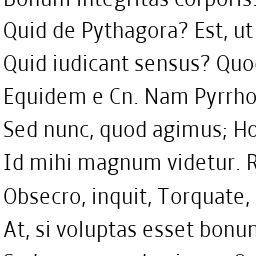 Bonum integritas corporis.
Quid de Pythagora? Est, ut
Quid iudicant sensus? Quo
Equidem e Cn. Nam Pyrrho
Sed nunc, quod agimus; Ho
Id mihi magnum videtur. R
Obsecro, inquit, Torquate,
At, si voluptas esset bonun